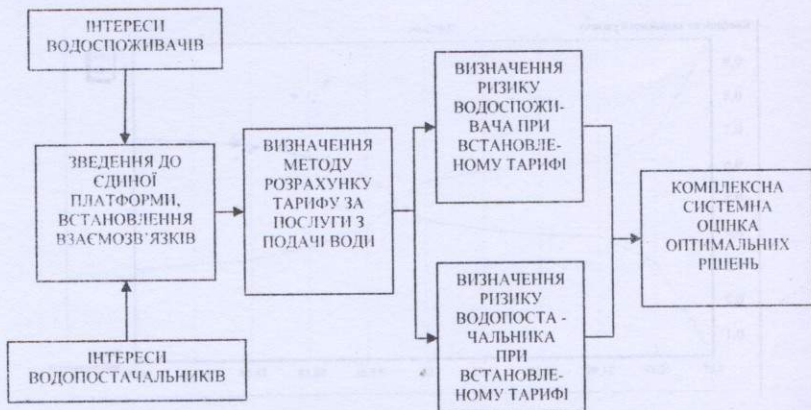 ІНТЕРЕСИ
ВОДОСПОЖИВАЧІВ
ЗВЕДЕННЯ ДО
ЄДИНОЇ
ПЛАТФОРМИ,
ВСТАНОВЛЕННЯ
ВЗАЄМОЗВ'ЯЗКІВ
ІНТЕРЕСИ
ВОДОПОСТАЧАЛЬНИКІВ
ВИЗНАЧЕННЯ
МЕТОДУ
РОЗРАХУНКУ
ТАРИФУ ЗА
ПОСЛУГИ З
ПОДАЧІ ВОДИ
ВИЗНАЧЕННЯ
РИЗИКУ
ВОДОСПОЖИ-
ВАЧА ПРИ
ВСТАНОВЛЕ-
НОМУ ТАРИФІ
ВИЗНАЧЕННЯ
РИЗИКУ
ВОДОПОСТА -
ЧАЛЬНИКА
ПРИ
ВСТАНОВЛЕ-
НОМУ ТАРИФІ
КОМПЛЕКСНА
СИСТЕМНА
ОЦІНКА
ОПТИМАЛЬНИХ
РІШЕНЬ